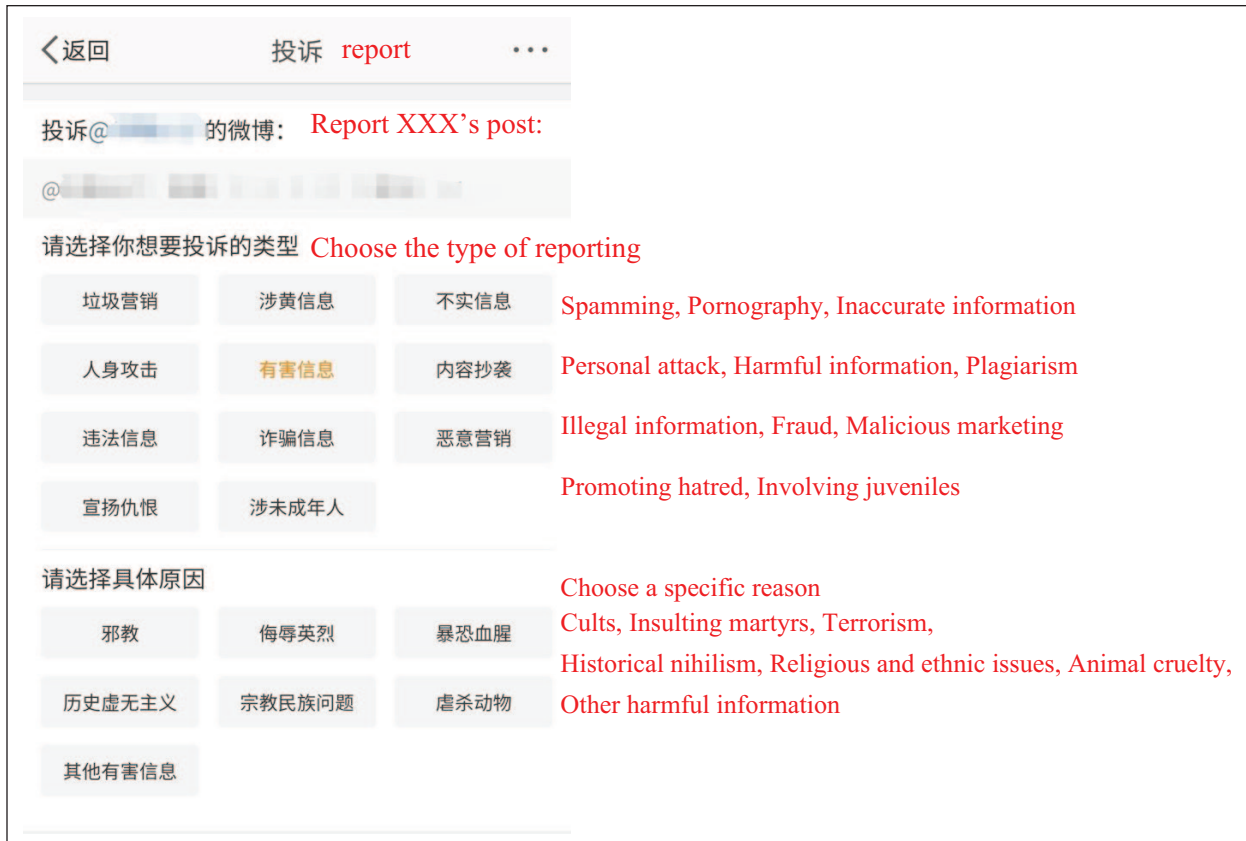 返回 投诉 report ...
投诉@ 的微博： Report XXX’s post:
@
请选择你想要投诉的类型 Choose the type of reporting
垃圾营销 涉黄信息 不实信息 Spamming, Pornography, Inaccurate information
人身攻击 有害信息 内容抄袭 Personal attack, Harmful information, Plagiarism
违法信息 诈骗信息 恶意营销 Illegal information, Fraud, Malicious marketing
宣扬仇恨 涉未成年人 Promoting hatred, Involving juveniles
请选择具体原因 Choose a specific reason
邪教 侮辱英烈 暴恐血腥 Cults, Insulting martyrs, Terrorism,
Historical nihilism, Religious and ethnic issues, Animal cruelty,
历史虚无主义 宗教民族问题 虐杀动物 Other harmful information
其他有害信息